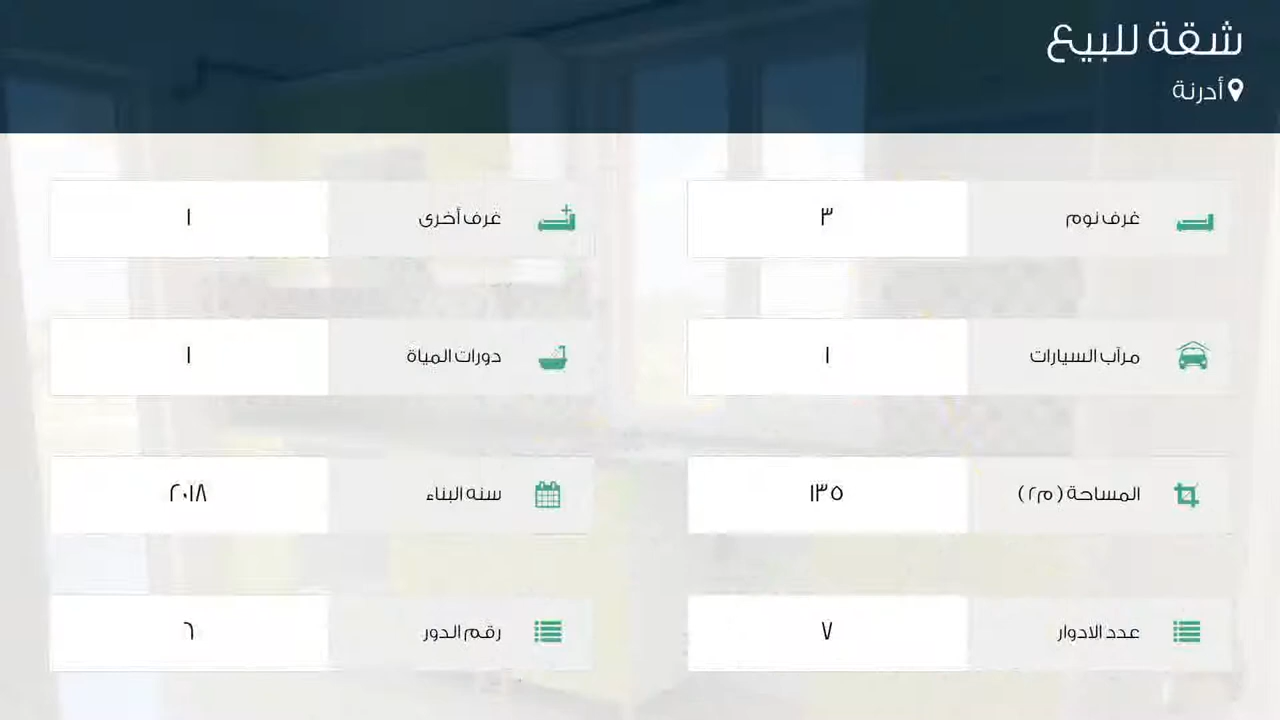 شقة للبيع
أدرنة
غرف نوم ٣
غرف أخرى ١
مرآب السيارات ١
دورات المياة ١
المساحة ( م٢ ) ١٣٥
سنه البناء ٢٠١٨
عدد الادوار ٧
رقم الدور ٦